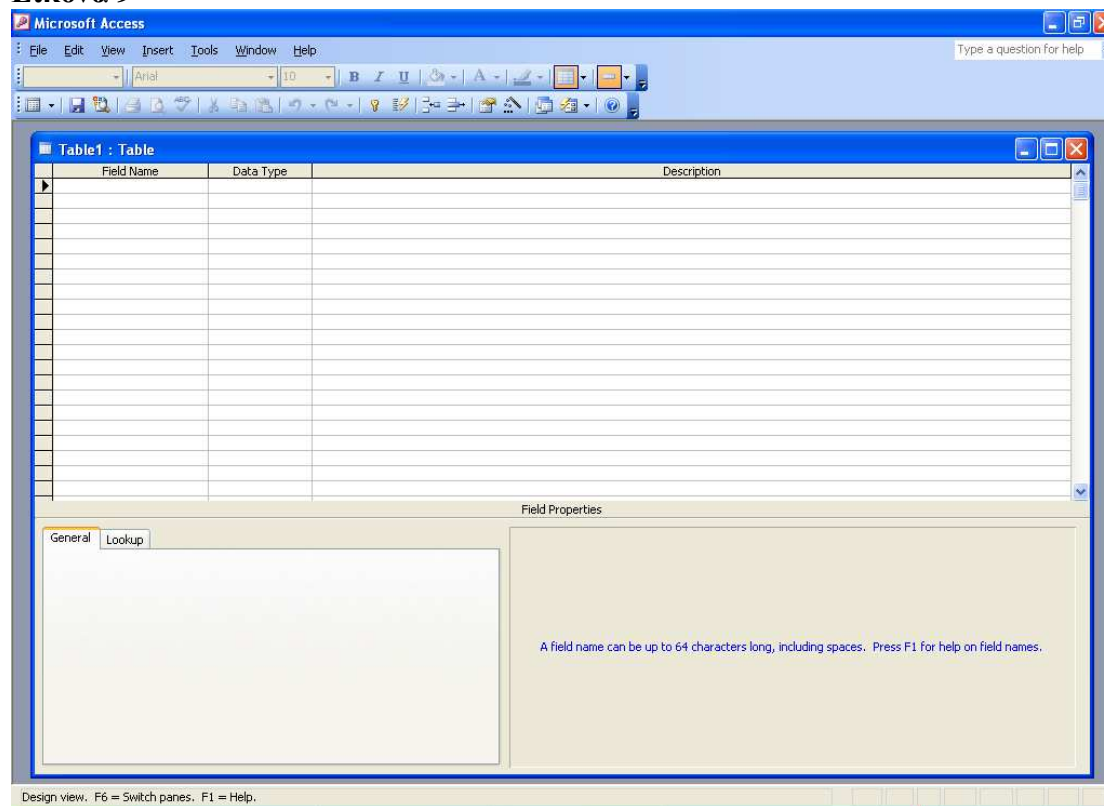 Εικόνα 9
Microsoft Access
File Edit View Insert Tools Window Help
Type a question for help
Arial 10 B I U A
Table1 : Table
Field Name Data Type Description
Field Properties
General Lookup
A field name can be up to 64 characters long, including spaces. Press F1 for help on field names.
Design view. F6 = Switch panes. F1 = Help.